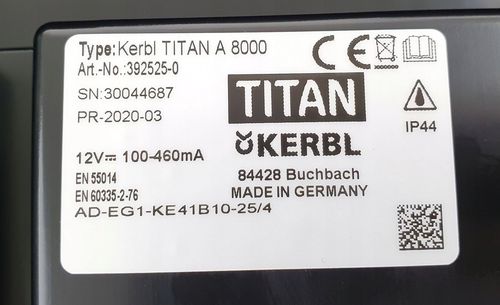 Type:Kerbl TITAN A 8000
Art.-No.:392525-0
SN:30044687
PR-2020-03
12V⎓ 100-460mA
EN 55014
EN 60335-2-76
AD-EG1-KE41B10-25/4
CE
TITAN
KERBL
84428 Buchbach
MADE IN GERMANY
IP44